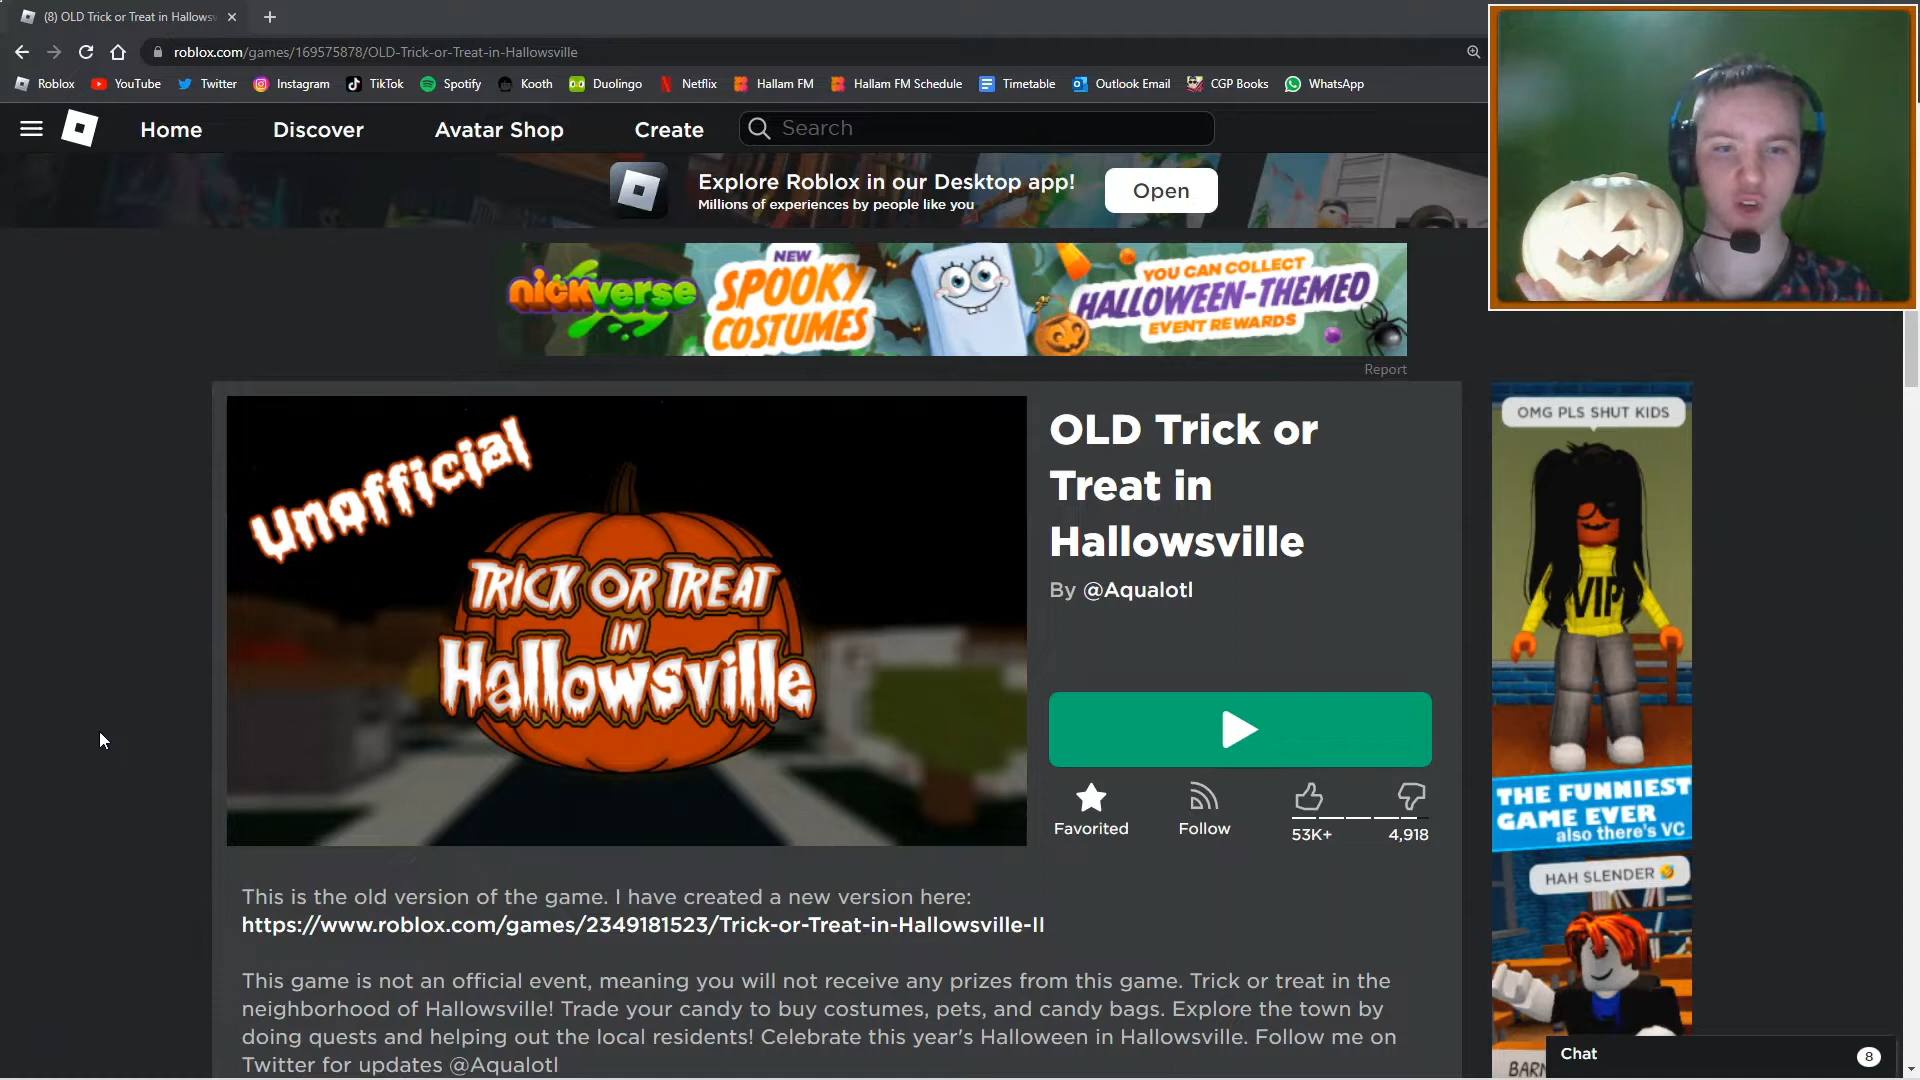 (8) OLD Trick or Treat in Hallowsv
roblox.com/games/169575878/OLD-Trick-or-Treat-in-Hallowsville
Roblox YouTube Twitter Instagram TikTok Spotify Kooth Duolingo Netflix Hallam FM Hallam FM Schedule Timetable Outlook Email CGP Books WhatsApp
Home Discover Avatar Shop Create Search
Explore Roblox in our Desktop app!
Millions of experiences by people like you
Open
nickverse
NEW
SPOOKY
COSTUMES
YOU CAN COLLECT
HALLOWEEN-THEMED
EVENT REWARDS
Report
Unofficial
TRICK OR TREAT
IN
Hallowsville
OLD Trick or
Treat in
Hallowsville
By @Aqualotl
Favorited
Follow
53K+
4,918
This is the old version of the game. I have created a new version here:
https://www.roblox.com/games/2349181523/Trick-or-Treat-in-Hallowsville-II
This game is not an official event, meaning you will not receive any prizes from this game. Trick or treat in the
neighborhood of Hallowsville! Trade your candy to buy costumes, pets, and candy bags. Explore the town by
doing quests and helping out the local residents! Celebrate this year's Halloween in Hallowsville. Follow me on
Twitter for updates @Aqualotl
OMG PLS SHUT KIDS
VIP
THE FUNNIEST
GAME EVER
also there's VC
HAH SLENDER 🤣
BARN
Chat
8